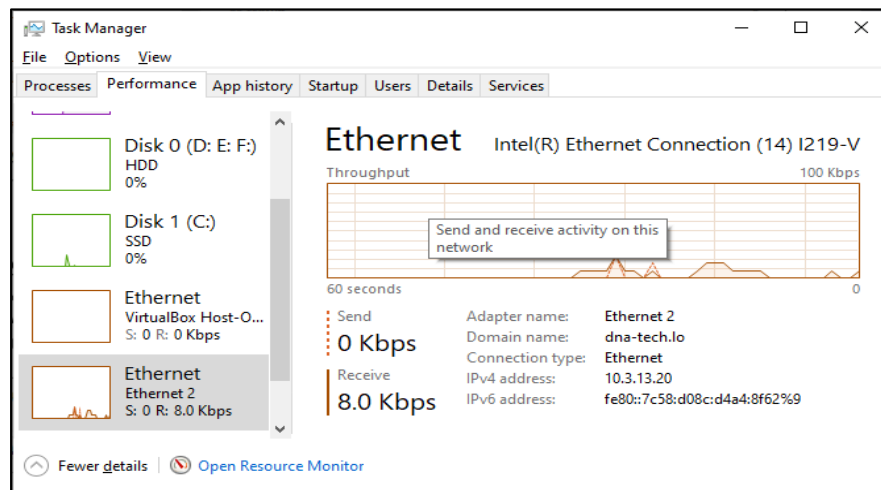 Task Manager
File Options View
Processes Performance App history Startup Users Details Services
Disk 0 (D: E: F:)
HDD
0%
Disk 1 (C:)
SSD
0%
Ethernet
VirtualBox Host-O...
S: 0 R: 0 Kbps
Ethernet
Ethernet 2
S: 0 R: 8.0 Kbps
Ethernet Intel(R) Ethernet Connection (14) I219-V
Throughput 100 Kbps
Send and receive activity on this
network
60 seconds 0
Send
0 Kbps
Receive
8.0 Kbps
Adapter name: Ethernet 2
Domain name: dna-tech.lo
Connection type: Ethernet
IPv4 address: 10.3.13.20
IPv6 address: fe80::7c58:d08c:d4a4:8f62%9
Fewer details Open Resource Monitor